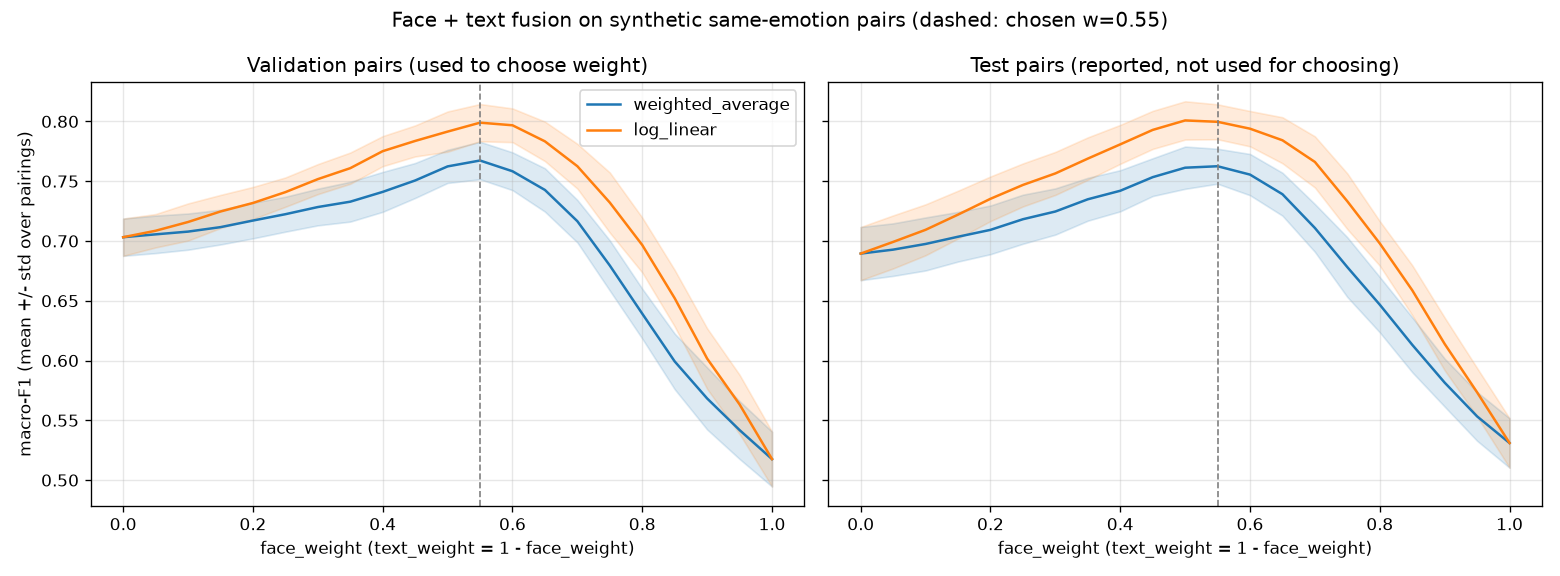 Face + text fusion on synthetic same-emotion pairs (dashed: chosen w=0.55)
Validation pairs (used to choose weight)
Test pairs (reported, not used for choosing)
weighted_average
log_linear
macro-F1 (mean +/- std over pairings)
0.80
0.75
0.70
0.65
0.60
0.55
0.50
0.0 0.2 0.4 0.6 0.8 1.0
0.0 0.2 0.4 0.6 0.8 1.0
face_weight (text_weight = 1 - face_weight)
face_weight (text_weight = 1 - face_weight)